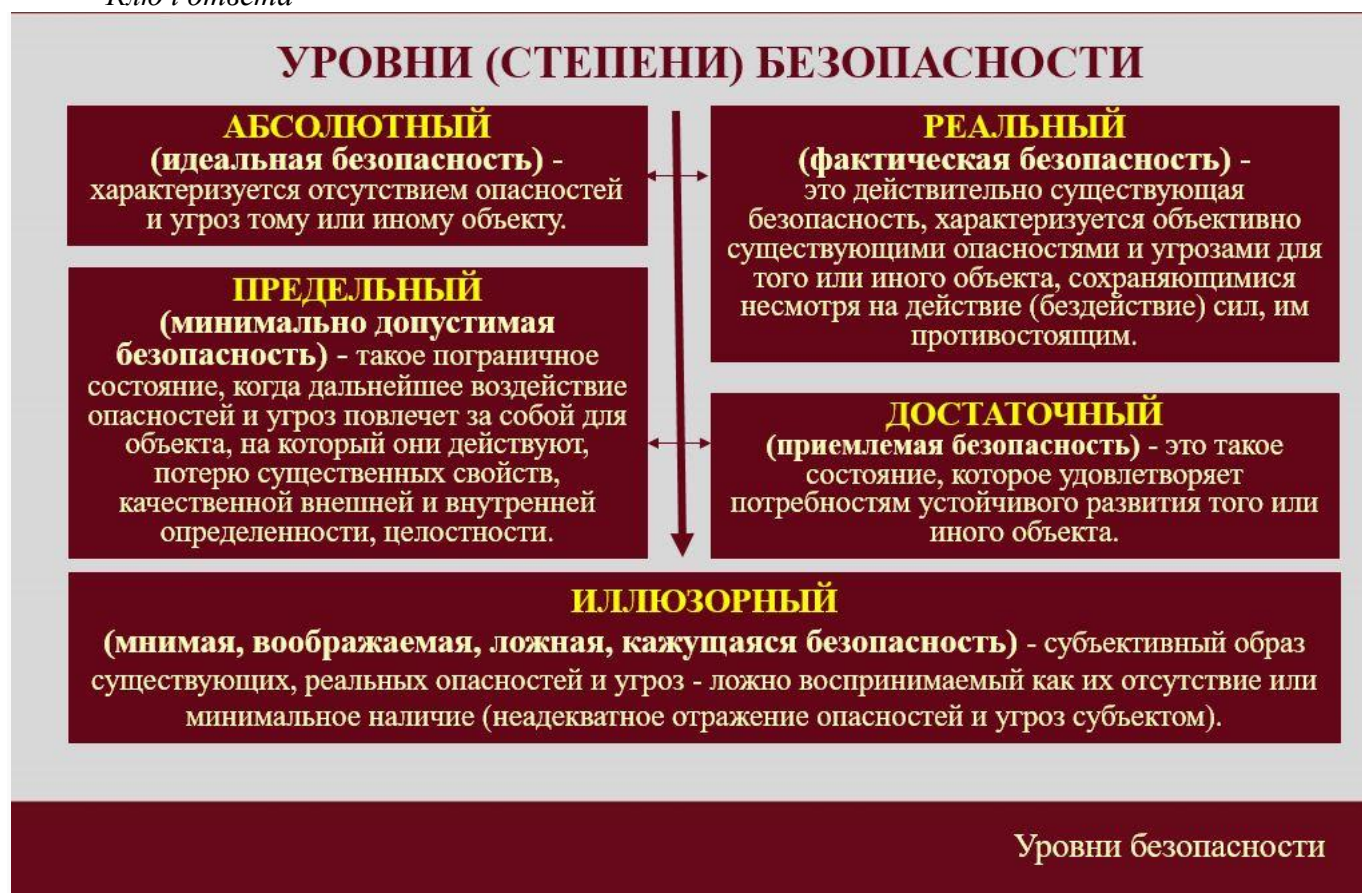 Ключ ответа
УРОВНИ (СТЕПЕНИ) БЕЗОПАСНОСТИ
АБСОЛЮТНЫЙ
(идеальная безопасность) -
характеризуется отсутствием опасностей
и угроз тому или иному объекту.
ПРЕДЕЛЬНЫЙ
(минимально допустимая
безопасность) - такое пограничное
состояние, когда дальнейшее воздействие
опасностей и угроз повлечет за собой для
объекта, на который они действуют,
потерю существенных свойств,
качественной внешней и внутренней
определенности, целостности.
РЕАЛЬНЫЙ
(фактическая безопасность) -
это действительно существующая
безопасность, характеризуется объективно
существующими опасностями и угрозами для
того или иного объекта, сохраняющимися
несмотря на действие (бездействие) сил, им
противостоящим.
ДОСТАТОЧНЫЙ
(приемлемая безопасность) - это такое
состояние, которое удовлетворяет
потребностям устойчивого развития того или
иного объекта.
ИЛЛЮЗОРНЫЙ
(мнимая, воображаемая, ложная, кажущаяся безопасность) - субъективный образ
существующих, реальных опасностей и угроз - ложно воспринимаемый как их отсутствие или
минимальное наличие (неадекватное отражение опасностей и угроз субъектом).
Уровни безопасности